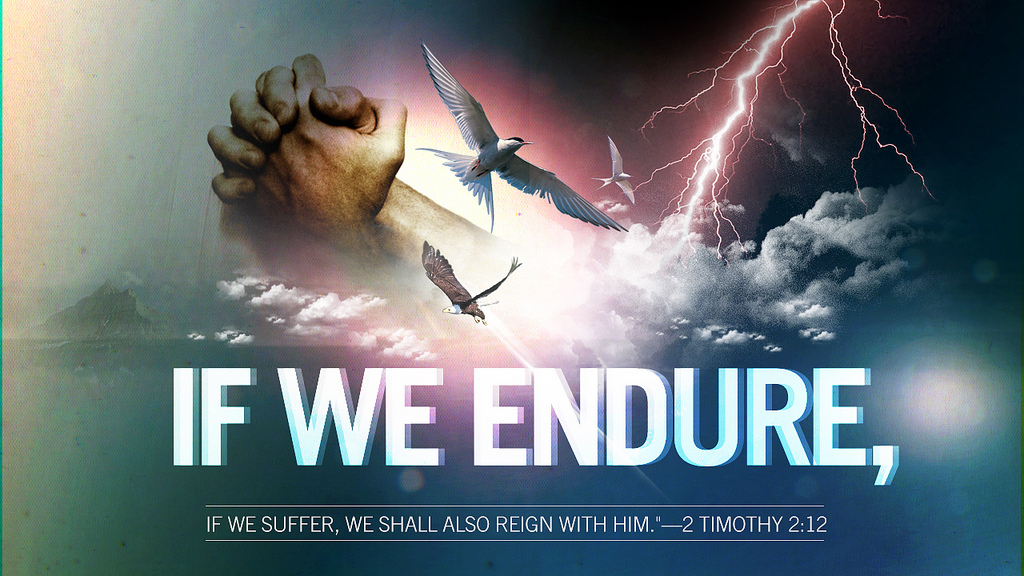 IF WE ENDURE,
IF WE SUFFER, WE SHALL ALSO REIGN WITH HIM."—2 TIMOTHY 2:12